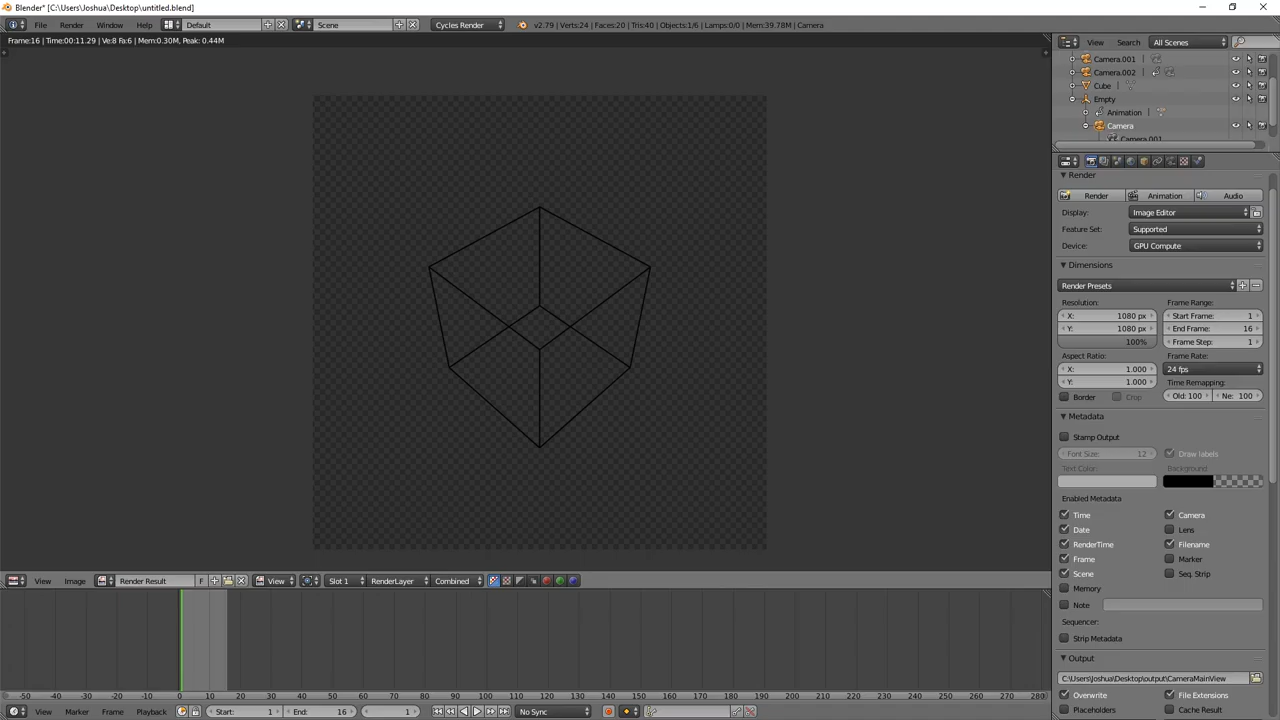 Blender* [C:\Users\Joshua\Desktop\untitled.blend]
File Render Window Help Default Scene Cycles Render v2.79 | Verts:24 | Faces:20 | Tris:40 | Objects:1/6 | Lamps:0/0 | Mem:39.78M | Camera
Frame:16 | Time:00:11.29 | Ve:8 Fa:6 | Mem:0.30M, Peak: 0.44M
View Search All Scenes
Camera.001
Camera.002
Cube
Empty
Animation
Camera
Camera.001
Render
Render Animation Audio
Display: Image Editor
Feature Set: Supported
Device: GPU Compute
Dimensions
Render Presets
Resolution: Frame Range:
X: 1080 px Start Frame: 1
Y: 1080 px End Frame: 16
100% Frame Step: 1
Aspect Ratio: Frame Rate:
X: 1.000 24 fps
Y: 1.000 Time Remapping:
Border Crop Old: 100 Ne: 100
Metadata
Stamp Output
Font Size: 12 Draw labels
Text Color: Background:
Enabled Metadata
Time Camera
Date Lens
RenderTime Filename
Frame Marker
Scene Seq. Strip
Memory
Note
Sequencer:
Strip Metadata
Output
C:\Users\Joshua\Desktop\output\CameraMainView
Overwrite File Extensions
Placeholders Cache Result
View Image Render Result F View Slot 1 RenderLayer Combined
-50 -40 -30 -20 -10 0 10 20 30 40 50 60 70 80 90 100 110 120 130 140 150 160 170 180 190 200 210 220 230 240 250 260 270 280
View Marker Frame Playback Start: 1 End: 16 1 No Sync